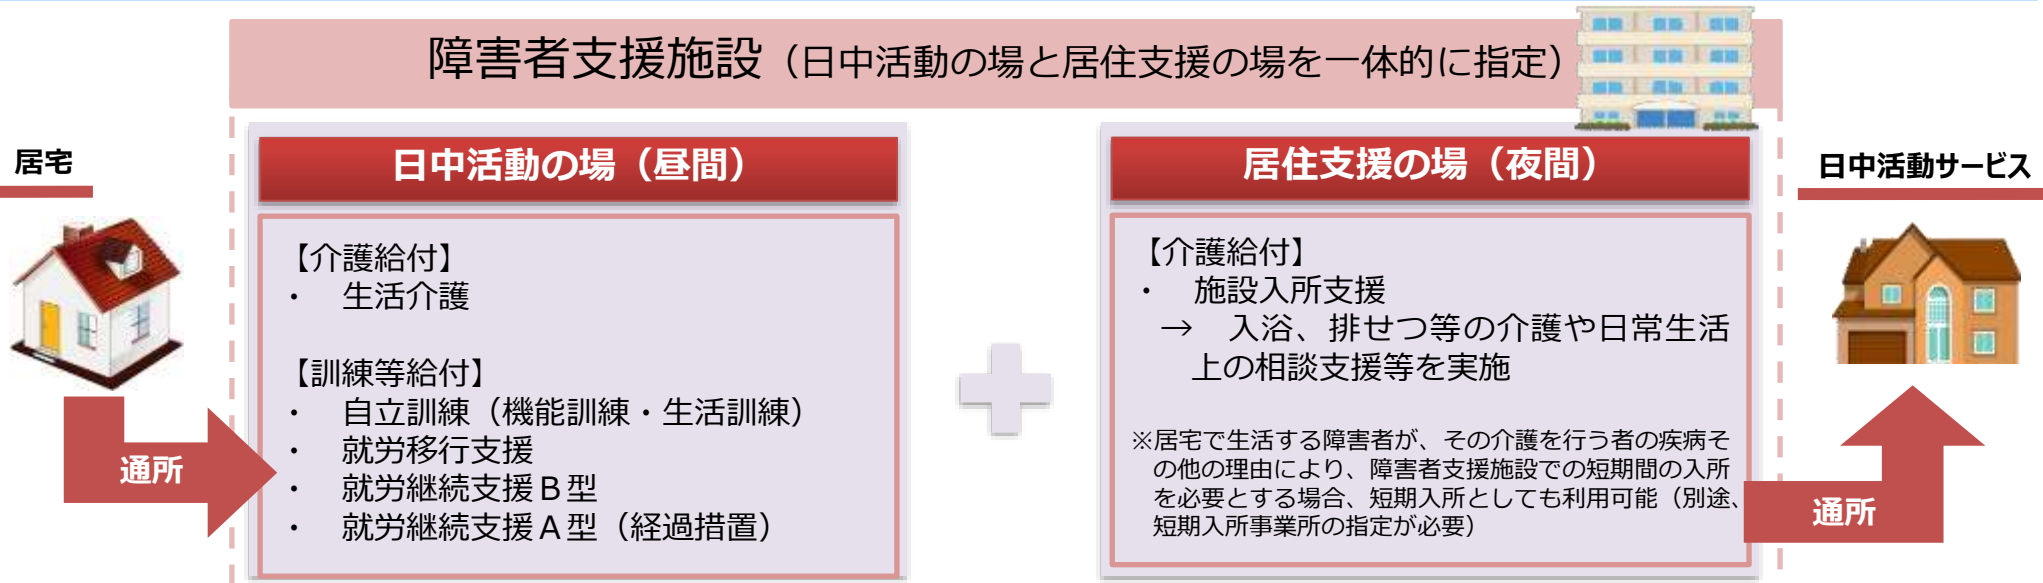 障害者支援施設（日中活動の場と居住支援の場を一体的に指定）
居宅
通所
日中活動の場（昼間）
【介護給付】
・　生活介護
【訓練等給付】
・　自立訓練（機能訓練・生活訓練）
・　就労移行支援
・　就労継続支援Ｂ型
・　就労継続支援Ａ型（経過措置）
居住支援の場（夜間）
【介護給付】
・　施設入所支援
→　入浴、排せつ等の介護や日常生活
上の相談支援等を実施
※居宅で生活する障害者が、その介護を行う者の疾病そ
の他の理由により、障害者支援施設での短期間の入所
を必要とする場合、短期入所としても利用可能（別途、
短期入所事業所の指定が必要）
日中活動サービス
通所